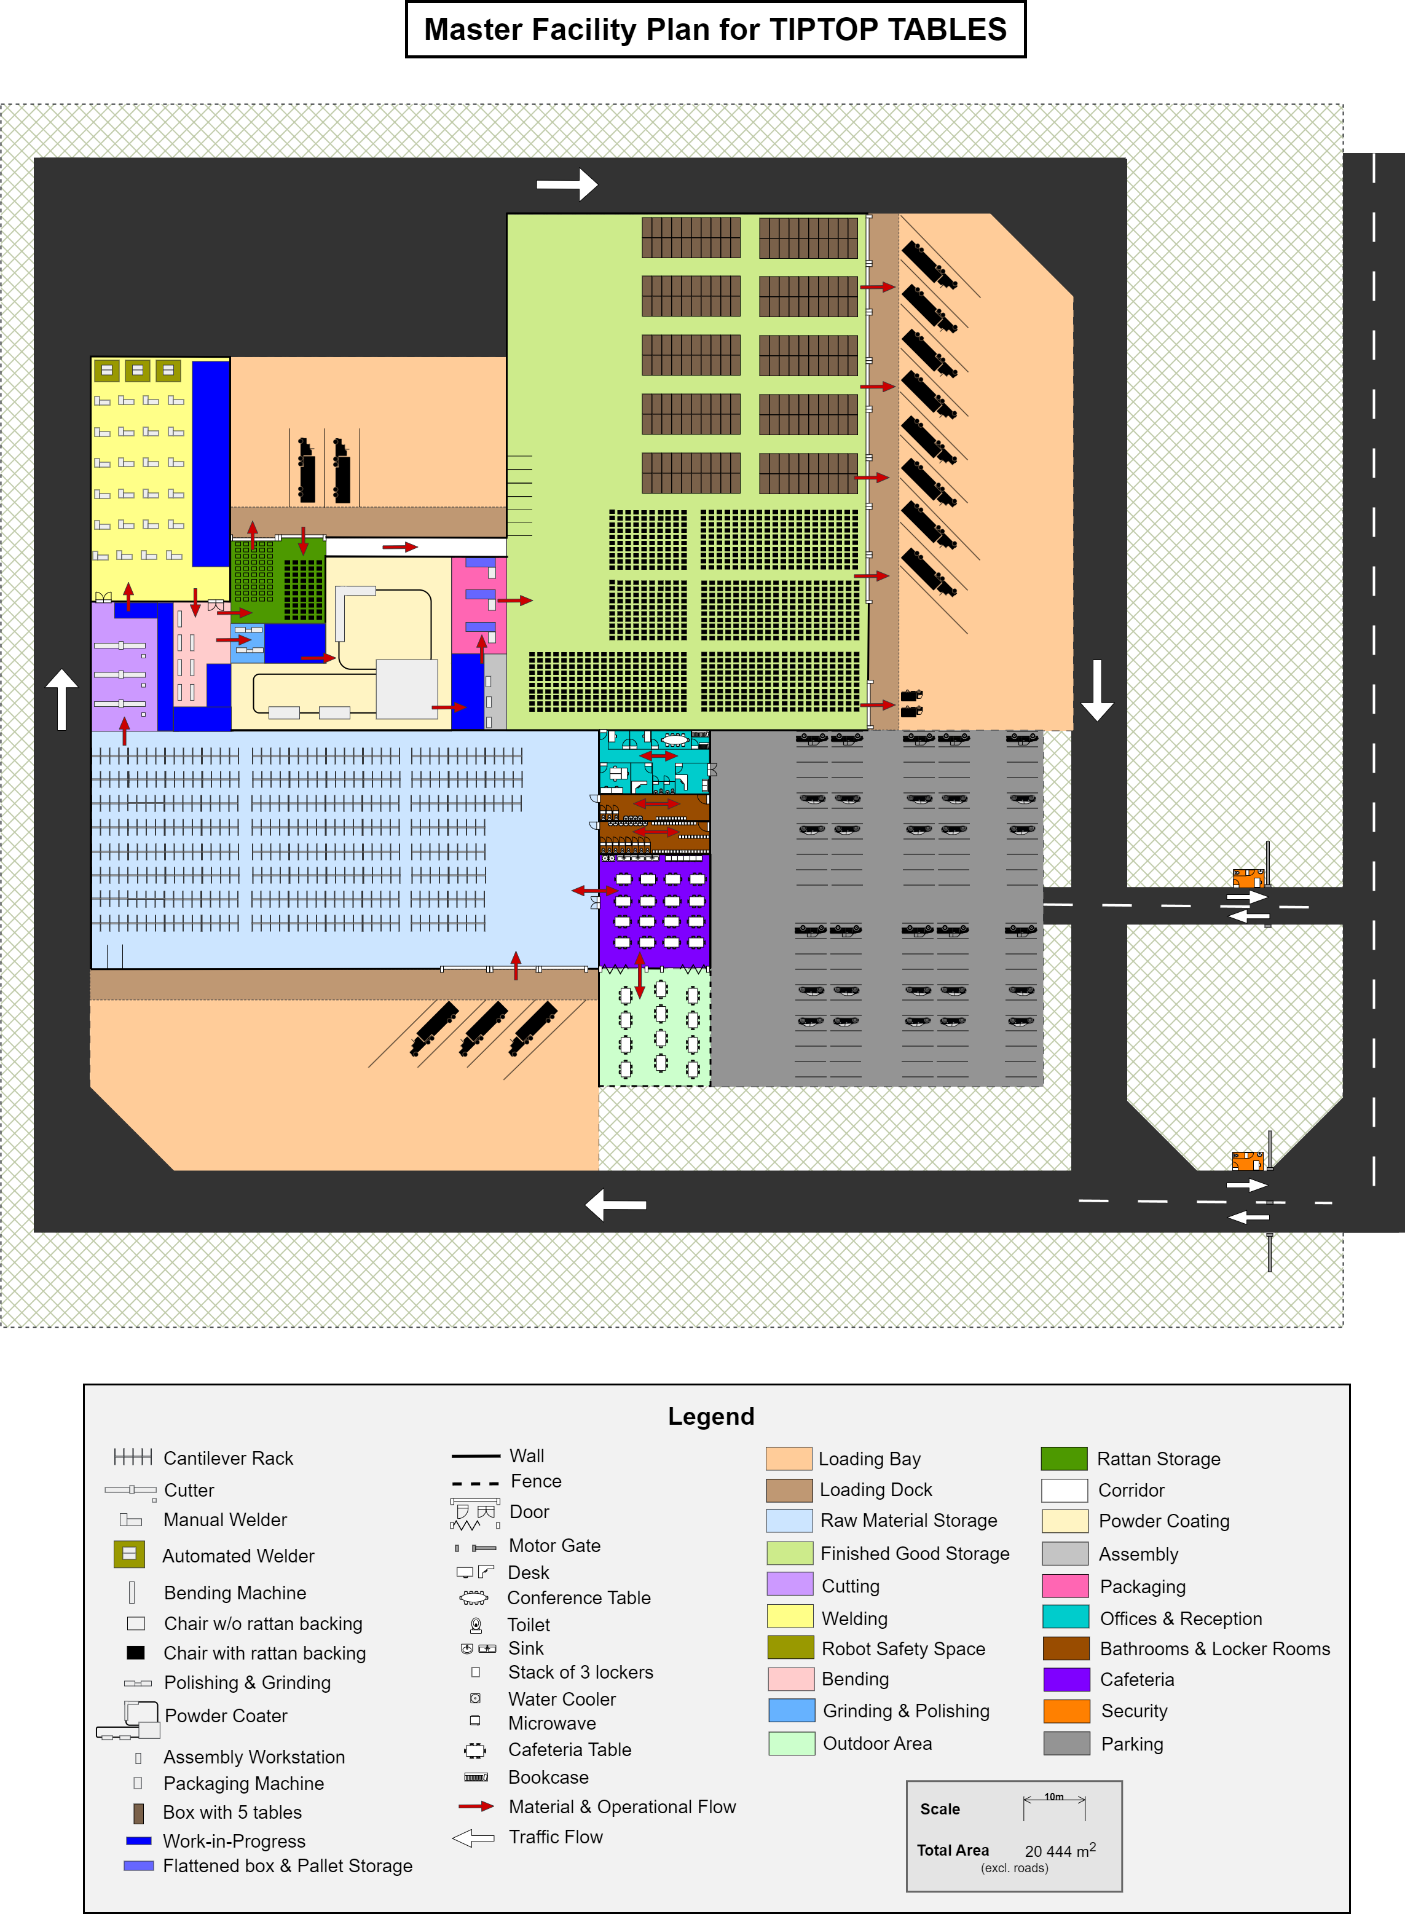 Master Facility Plan for TIPTOP TABLES
Legend
Cantilever Rack
Cutter
Manual Welder
Automated Welder
Bending Machine
Chair w/o rattan backing
Chair with rattan backing
Polishing & Grinding
Powder Coater
Assembly Workstation
Packaging Machine
Box with 5 tables
Work-in-Progress
Flattened box & Pallet Storage
Wall
Fence
Door
Motor Gate
Desk
Conference Table
Toilet
Sink
Stack of 3 lockers
Water Cooler
Microwave
Cafeteria Table
Bookcase
Material & Operational Flow
Traffic Flow
Loading Bay
Loading Dock
Raw Material Storage
Finished Good Storage
Cutting
Welding
Robot Safety Space
Bending
Grinding & Polishing
Outdoor Area
Rattan Storage
Corridor
Powder Coating
Assembly
Packaging
Offices & Reception
Bathrooms & Locker Rooms
Cafeteria
Security
Parking
Scale
10m
Total Area 20 444 m2
(excl. roads)